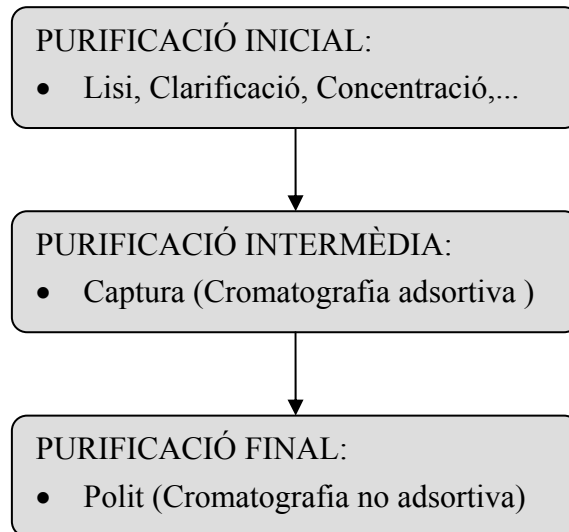 PURIFICACIÓ INICIAL:
• Lisi, Clarificació, Concentració,...
PURIFICACIÓ INTERMÈDIA:
• Captura (Cromatografia adsortiva )
PURIFICACIÓ FINAL:
• Polit (Cromatografia no adsortiva)